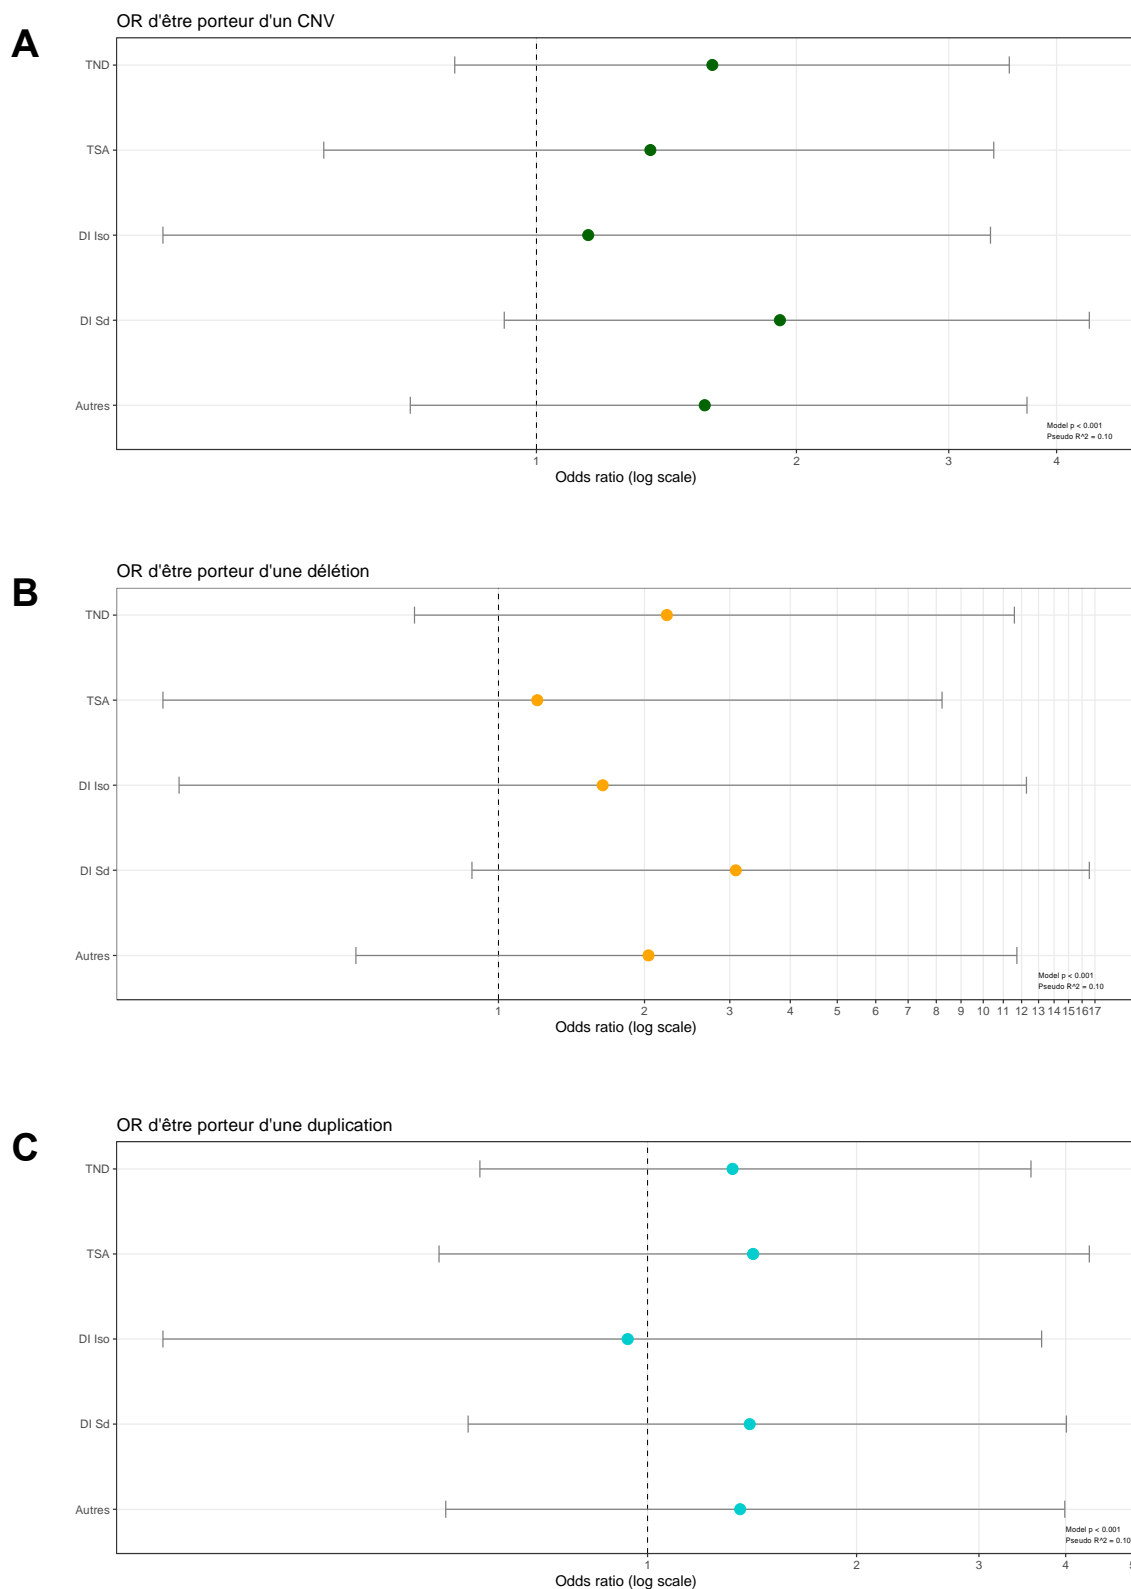 A
OR d'être porteur d'un CNV
TND
TSA
DI Iso
DI Sd
Autres
Model p < 0.001
Pseudo R^2 = 0.10
1 2 3 4
Odds ratio (log scale)
B
OR d'être porteur d'une délétion
TND
TSA
DI Iso
DI Sd
Autres
Model p < 0.001
Pseudo R^2 = 0.10
1 2 3 4 5 6 7 8 9 10 11 12 13 14 15 16 17
Odds ratio (log scale)
C
OR d'être porteur d'une duplication
TND
TSA
DI Iso
DI Sd
Autres
Model p < 0.001
Pseudo R^2 = 0.10
1 2 3 4 5
Odds ratio (log scale)